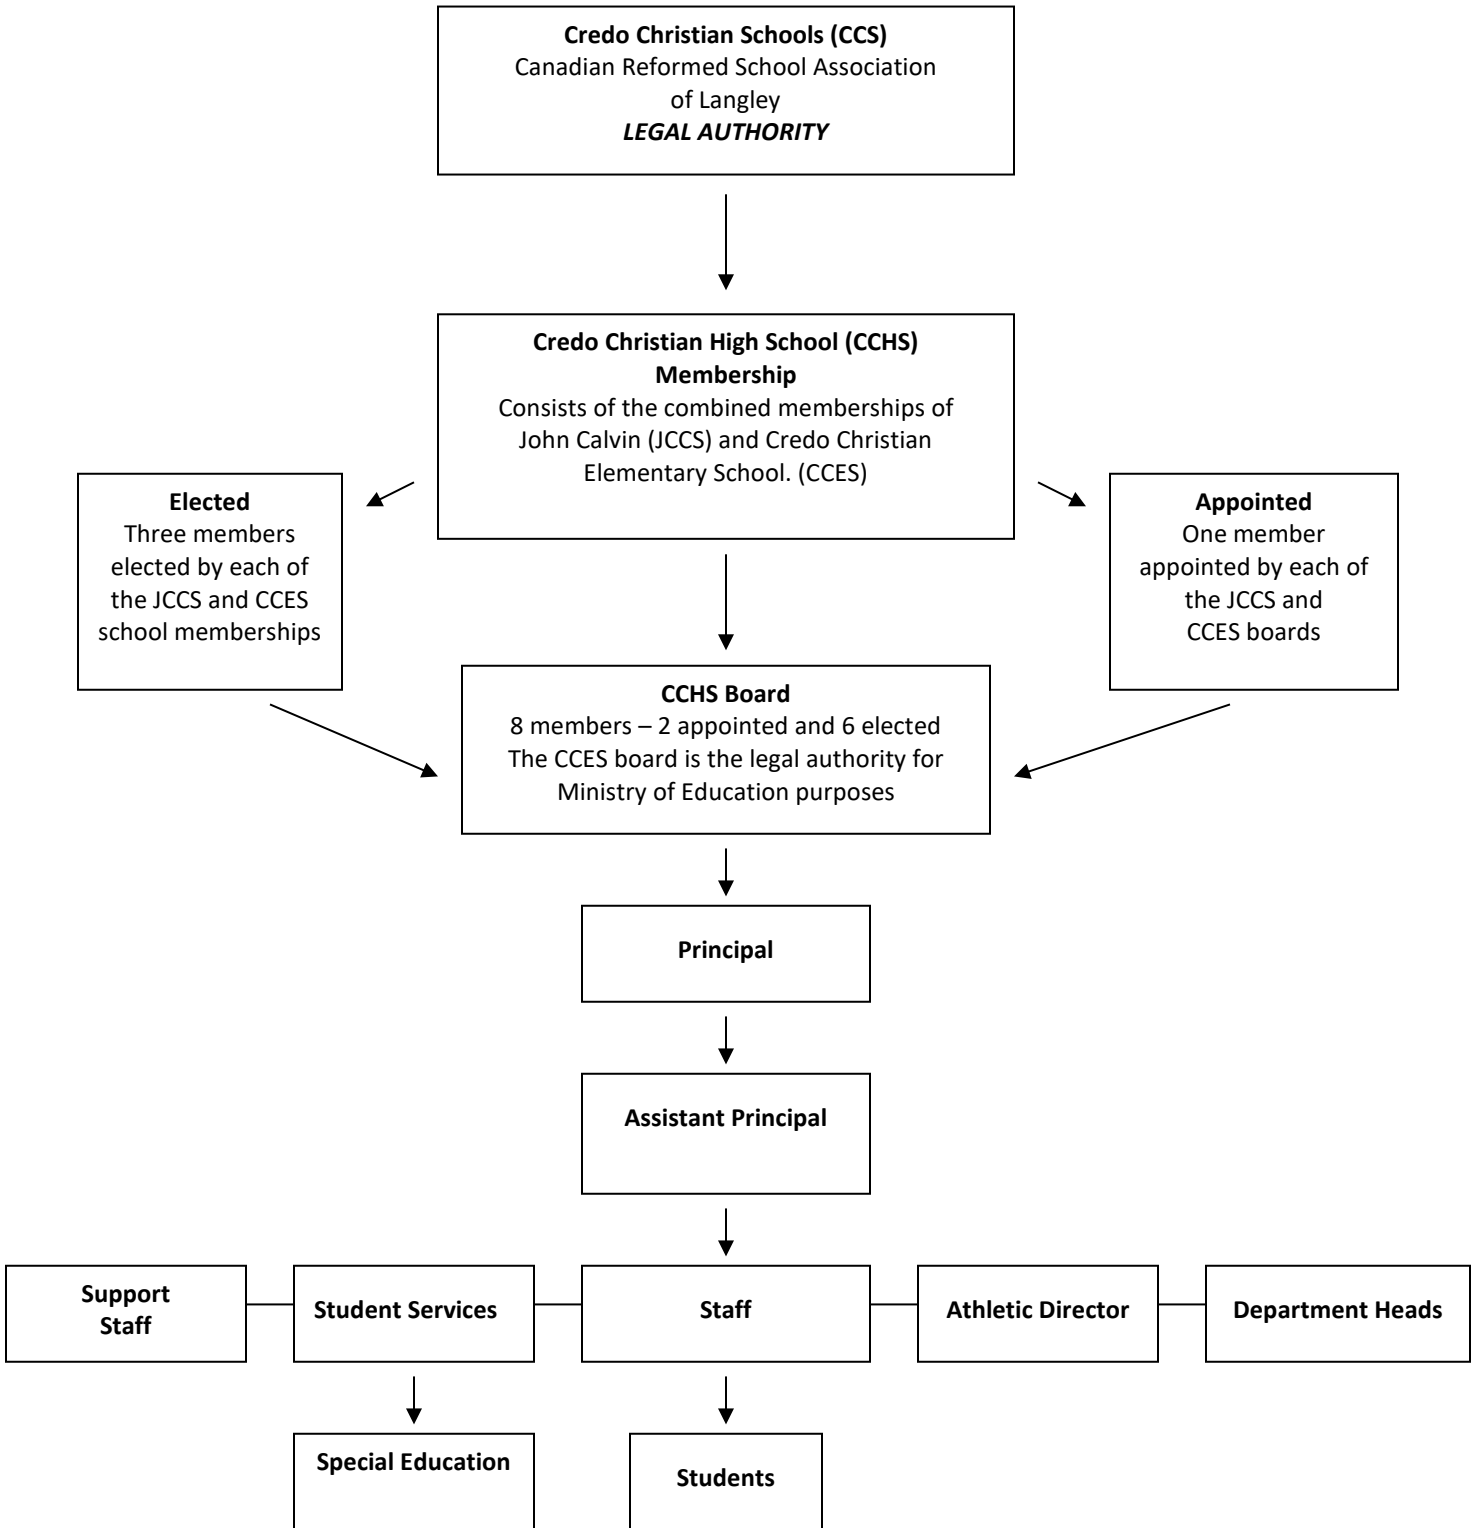 Credo Christian Schools (CCS)
Canadian Reformed School Association
of Langley
LEGAL AUTHORITY
Credo Christian High School (CCHS)
Membership
Consists of the combined memberships of
John Calvin (JCCS) and Credo Christian
Elementary School. (CCES)
Elected
Three members
elected by each of
the JCCS and CCES
school memberships
Appointed
One member
appointed by each of
the JCCS and
CCES boards
CCHS Board
8 members – 2 appointed and 6 elected
The CCES board is the legal authority for
Ministry of Education purposes
Principal
Assistant Principal
Support
Staff
Student Services
Staff
Athletic Director
Department Heads
Special Education
Students